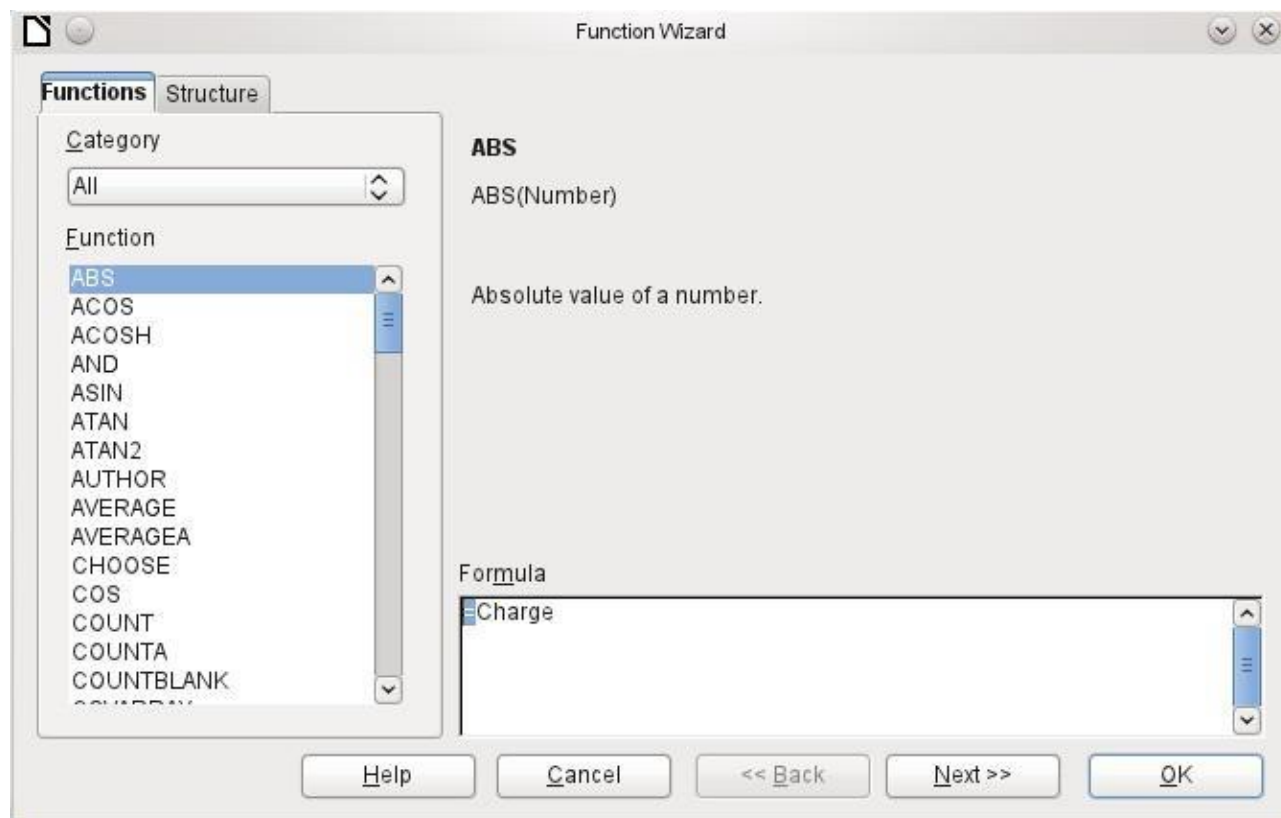 Function Wizard
Functions Structure
Category
All
Function
ABS
ACOS
ACOSH
AND
ASIN
ATAN
ATAN2
AUTHOR
AVERAGE
AVERAGEA
CHOOSE
COS
COUNT
COUNTA
COUNTBLANK
ABS
ABS(Number)
Absolute value of a number.
Formula
=Charge
Help Cancel << Back Next >> OK